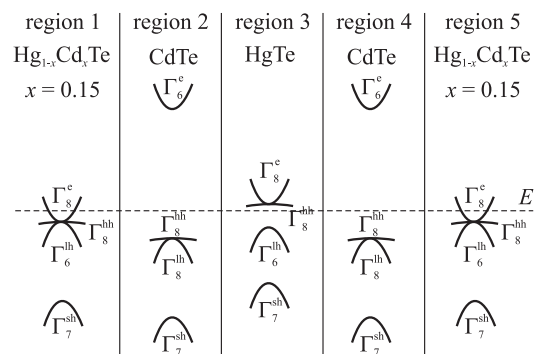 region 1 region 2 region 3 region 4 region 5
Hg₁₋ₓCdₓTe CdTe HgTe CdTe Hg₁₋ₓCdₓTe
x = 0.15 Γ₆ᵉ Γ₆ᵉ x = 0.15
Γ₈ᵉ Γ₈ᵉ Γ₈ᵉ E
Γ₈ʰʰ Γ₈ʰʰ Γ₈ʰʰ Γ₈ʰʰ Γ₈ʰʰ
Γ₆ˡʰ Γ₈ˡʰ Γ₆ˡʰ Γ₈ˡʰ Γ₆ˡʰ
Γ₇ˢʰ Γ₇ˢʰ Γ₇ˢʰ Γ₇ˢʰ Γ₇ˢʰ